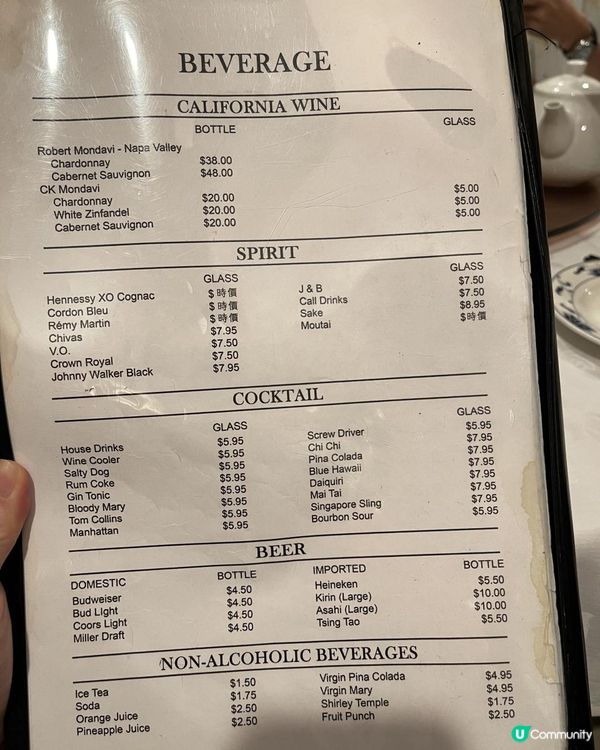 BEVERAGE
CALIFORNIA WINE
BOTTLE GLASS
Robert Mondavi - Napa Valley
Chardonnay $38.00
Cabernet Sauvignon $48.00
CK Mondavi
Chardonnay $20.00 $5.00
White Zinfandel $20.00 $5.00
Cabernet Sauvignon $20.00 $5.00
SPIRIT
GLASS GLASS
Hennessy XO Cognac $時價 J & B $7.50
Cordon Bleu $時價 Call Drinks $7.50
Rémy Martin $時價 Sake $8.95
Chivas $7.95 Moutai $時價
V.O. $7.50
Crown Royal $7.50
Johnny Walker Black $7.95
COCKTAIL
GLASS GLASS
House Drinks $5.95 Screw Driver $5.95
Wine Cooler $5.95 Chi Chi $7.95
Salty Dog $5.95 Pina Colada $7.95
Rum Coke $5.95 Blue Hawaii $7.95
Gin Tonic $5.95 Daiquiri $7.95
Bloody Mary $5.95 Mai Tai $7.95
Tom Collins $5.95 Singapore Sling $7.95
Manhattan $5.95 Bourbon Sour $5.95
BEER
DOMESTIC BOTTLE IMPORTED BOTTLE
Budweiser $4.50 Heineken $5.50
Bud LIght $4.50 Kirin (Large) $10.00
Coors Light $4.50 Asahi (Large) $10.00
Miller Draft $4.50 Tsing Tao $5.50
NON-ALCOHOLIC BEVERAGES
Ice Tea $1.50 Virgin Pina Colada $4.95
Soda $1.75 Virgin Mary $4.95
Orange Juice $2.50 Shirley Temple $1.75
Pineapple Juice $2.50 Fruit Punch $2.50
U Community